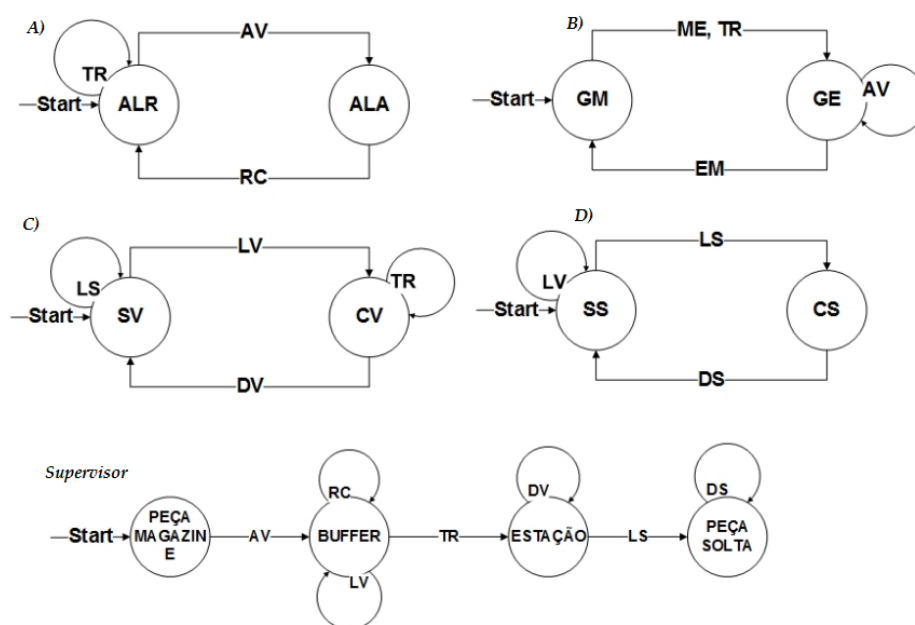 A)
AV
TR
Start
ALR
ALA
RC
B)
ME, TR
Start
GM
GE
AV
EM
C)
LV
LS
Start
SV
CV
TR
DV
D)
LS
LV
Start
SS
CS
DS
Supervisor
Start
PEÇA
MAGAZIN
E
AV
RC
BUFFER
LV
TR
DV
ESTAÇÃO
LS
DS
PEÇA
SOLTA